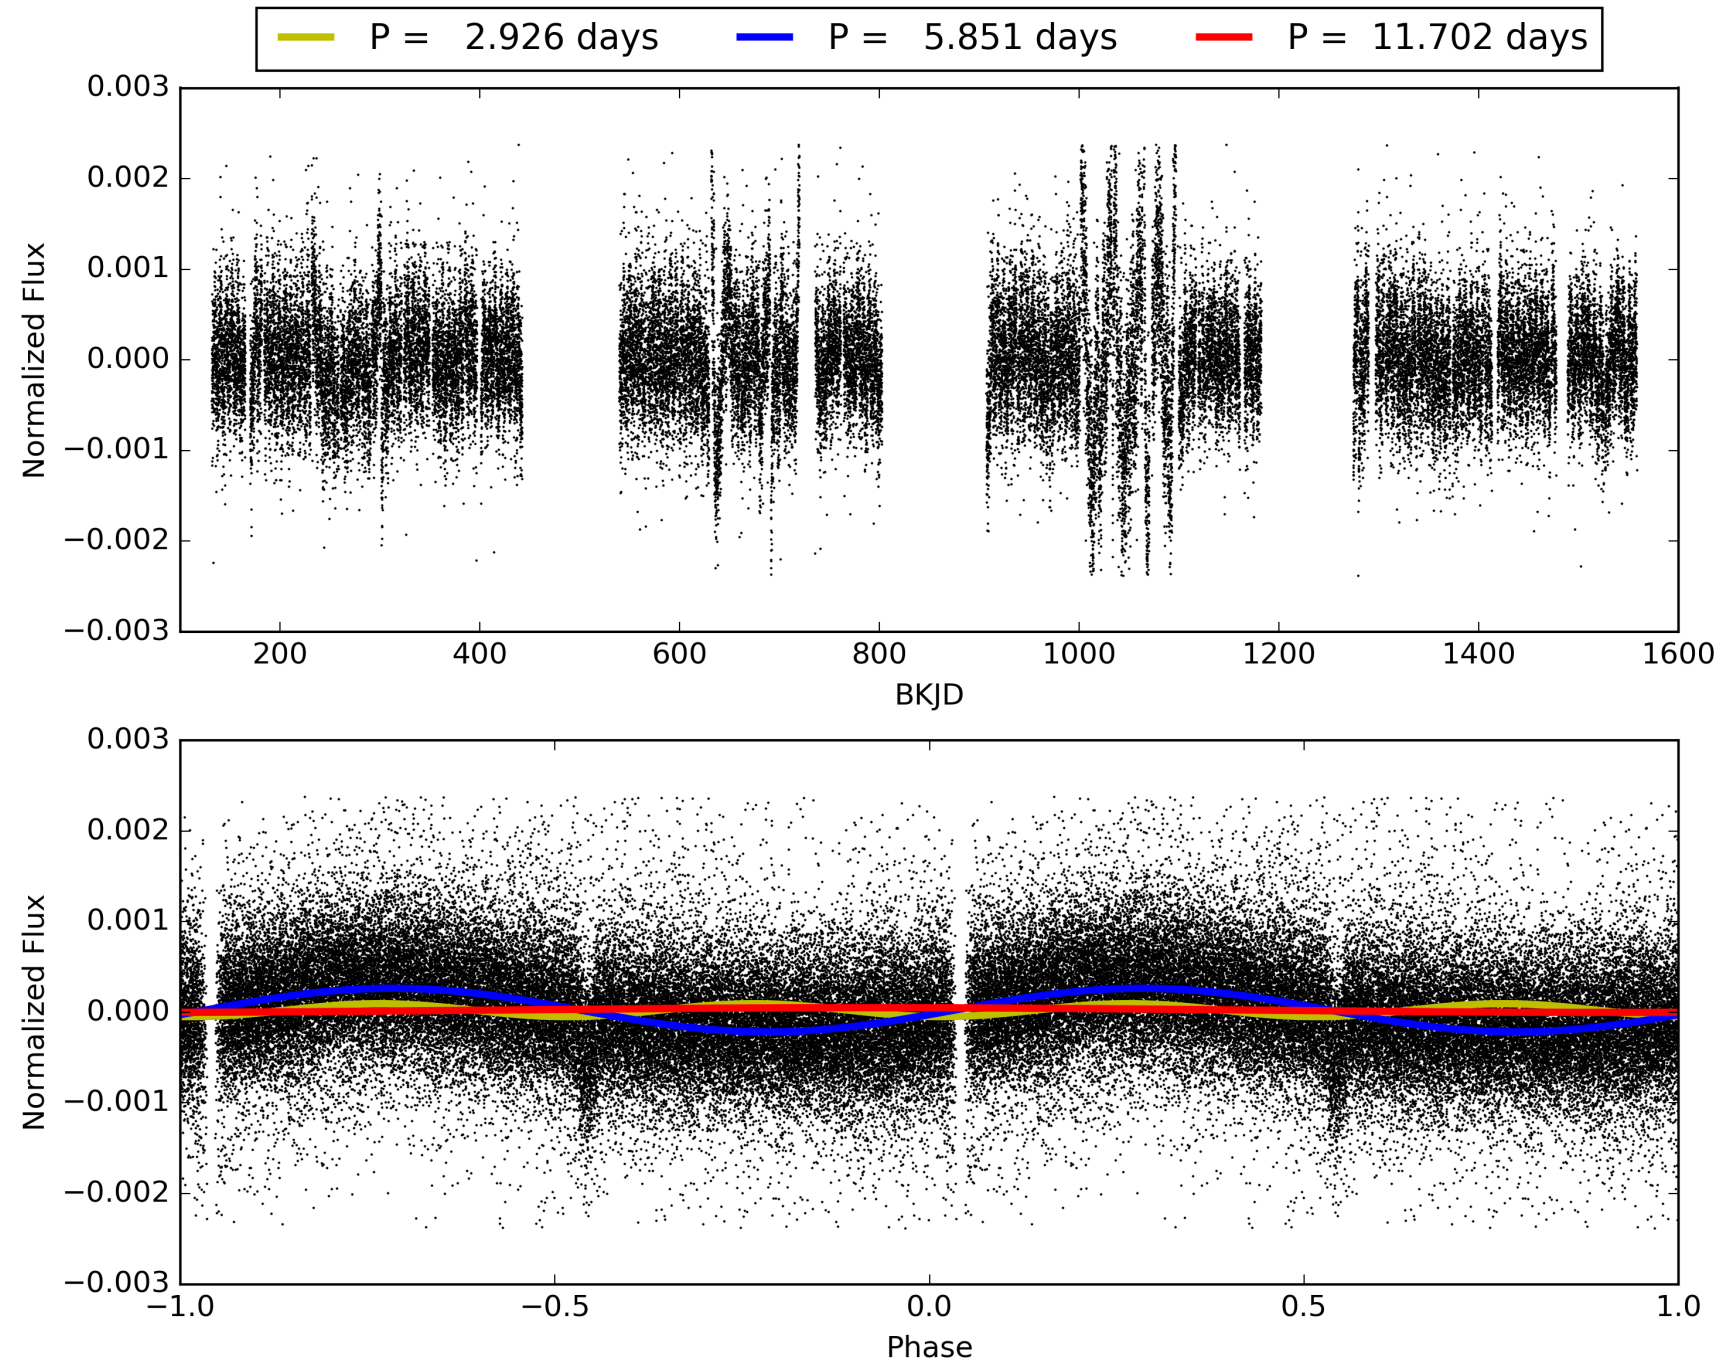 P = 2.926 days P = 5.851 days P = 11.702 days
0.003
0.002
0.001
0.000
−0.001
−0.002
−0.003
Normalized Flux
200 400 600 800 1000 1200 1400 1600
BKJD
0.003
0.002
0.001
0.000
−0.001
−0.002
−0.003
Normalized Flux
−1.0 −0.5 0.0 0.5 1.0
Phase